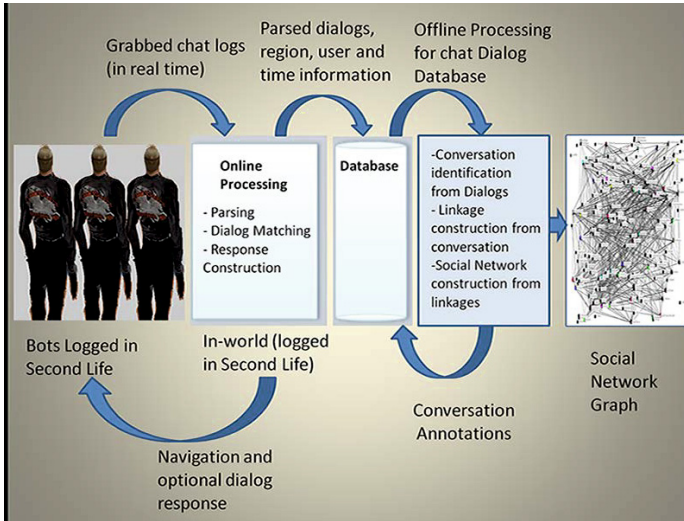 Grabbed chat logs
(in real time)
Parsed dialogs,
region, user and
time information
Offline Processing
for chat Dialog
Database
Online
Processing
- Parsing
- Dialog Matching
- Response
Construction
Database
-Conversation
identification
from Dialogs
- Linkage
construction from
conversation
-Social Network
construction from
linkages
Bots Logged in
Second Life
In-world (logged
in Second Life)
Conversation
Annotations
Social
Network
Graph
Navigation and
optional dialog
response